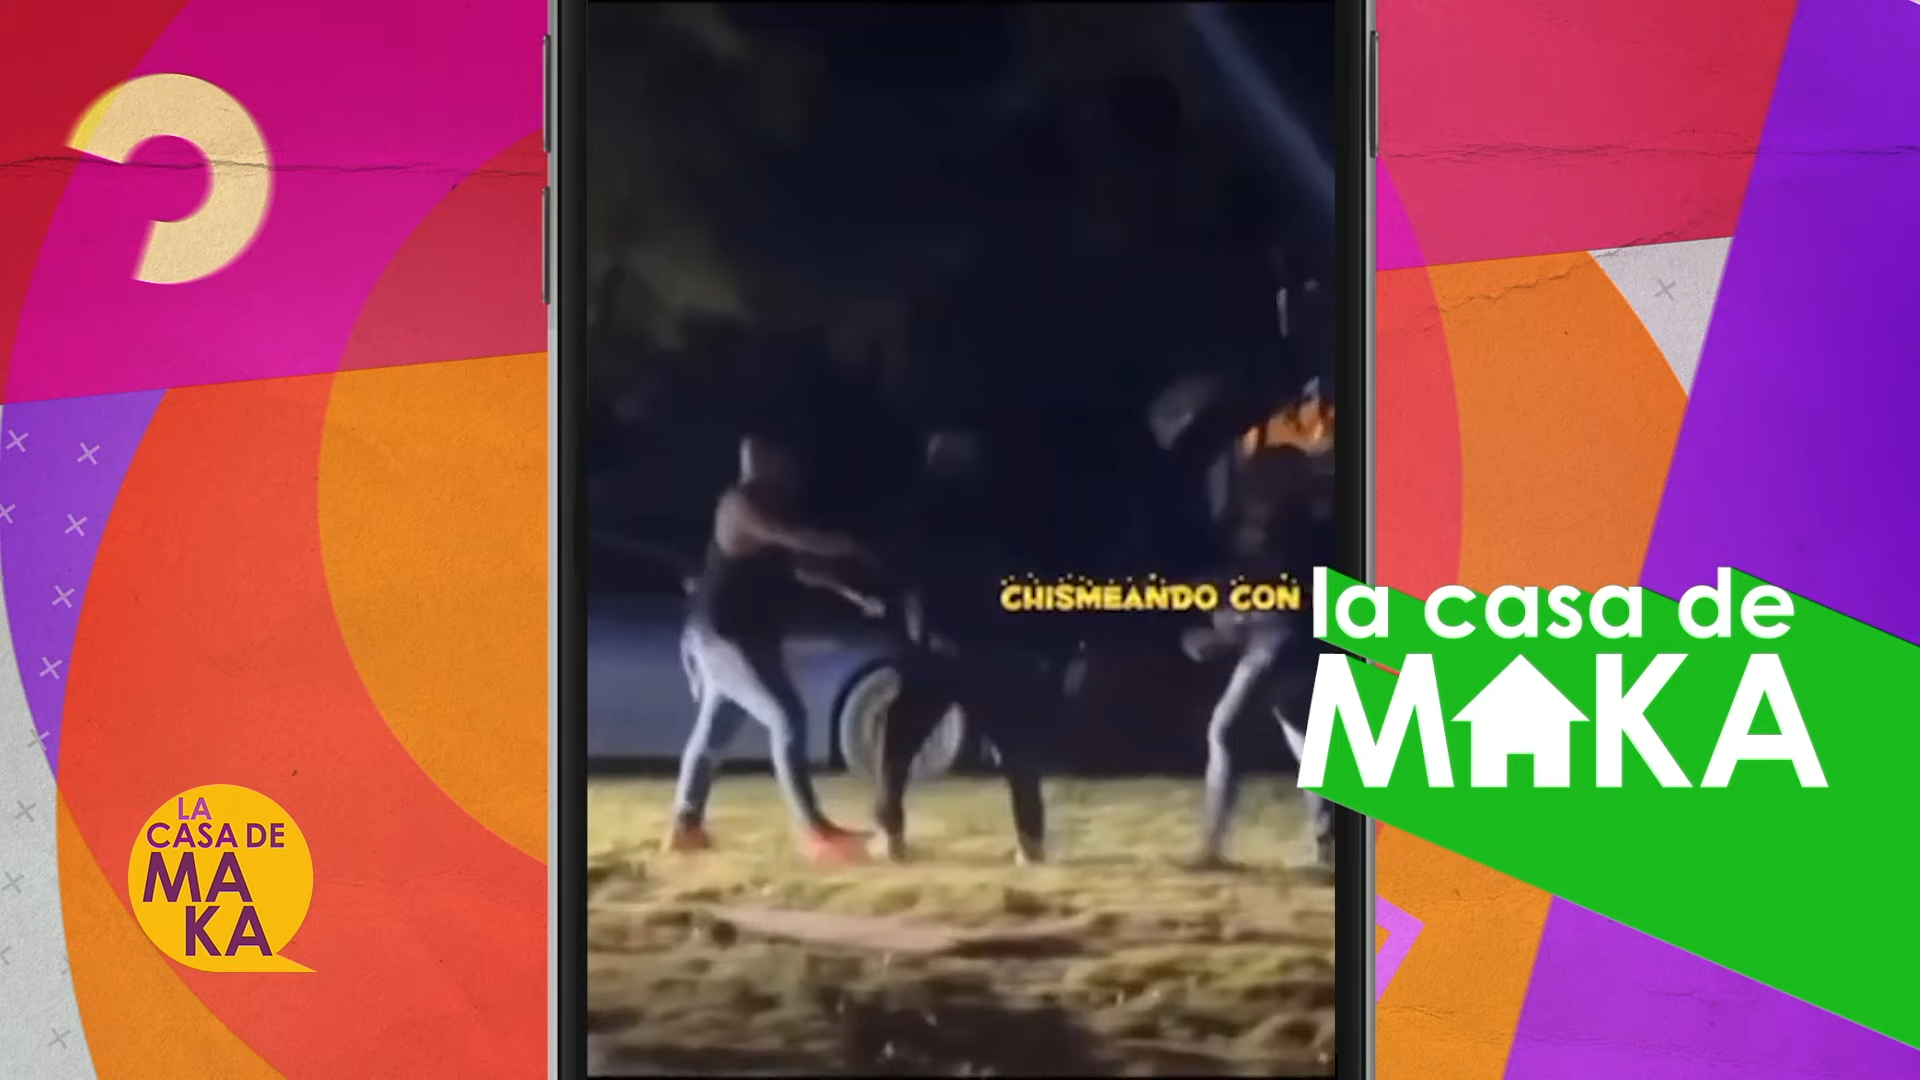 CHISMEANDO CON
la casa de
MAKA
LA
CASA DE
MA
KA